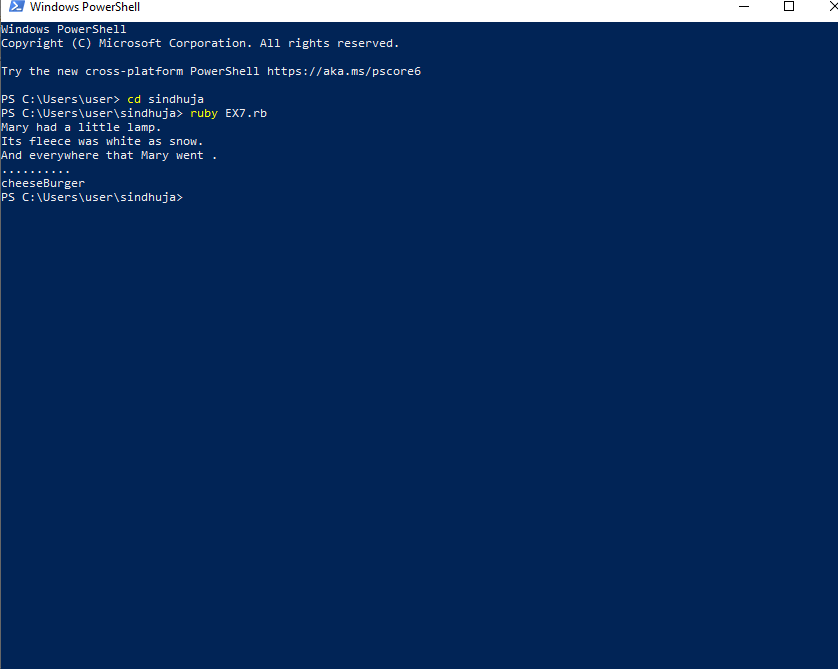 Windows PowerShell
Windows PowerShell
Copyright (C) Microsoft Corporation. All rights reserved.
Try the new cross-platform PowerShell https://aka.ms/pscore6
PS C:\Users\user> cd sindhuja
PS C:\Users\user\sindhuja> ruby EX7.rb
Mary had a little lamp.
Its fleece was white as snow.
And everywhere that Mary went .
..........
cheeseBurger
PS C:\Users\user\sindhuja>